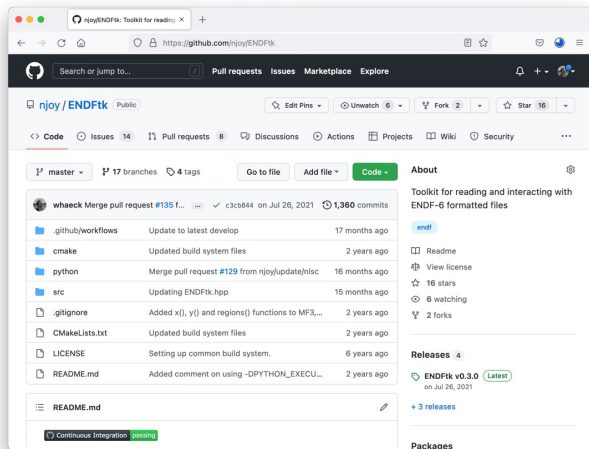 njoy/ENDFtk: Toolkit for reading
https://github.com/njoy/ENDFtk
Search or jump to... / Pull requests Issues Marketplace Explore
njoy / ENDFtk Public Edit Pins Unwatch 6 Fork 2 Star 16
Code Issues 14 Pull requests 8 Discussions Actions Projects Wiki Security ...
master 17 branches 4 tags Go to file Add file Code
whaeck Merge pull request #135 f... ... c3cb844 on Jul 26, 2021 1,360 commits
.github/workflows Update to latest develop 17 months ago
cmake Updated build system files 2 years ago
python Merge pull request #129 from njoy/update/nlsc 16 months ago
src Updating ENDFtk.hpp 15 months ago
.gitignore Added x(), y() and regions() functions to MF3,... 2 years ago
CMakeLists.txt Updated build system files 2 years ago
LICENSE Setting up common build system. 6 years ago
README.md Added comment on using -DPYTHON_EXECU... 2 years ago
README.md
Continuous Integration passing
About
Toolkit for reading and interacting with
ENDF-6 formatted files
endf
Readme
View license
16 stars
6 watching
2 forks
Releases 4
ENDFtk v0.3.0 Latest
on Jul 26, 2021
+ 3 releases
Packages